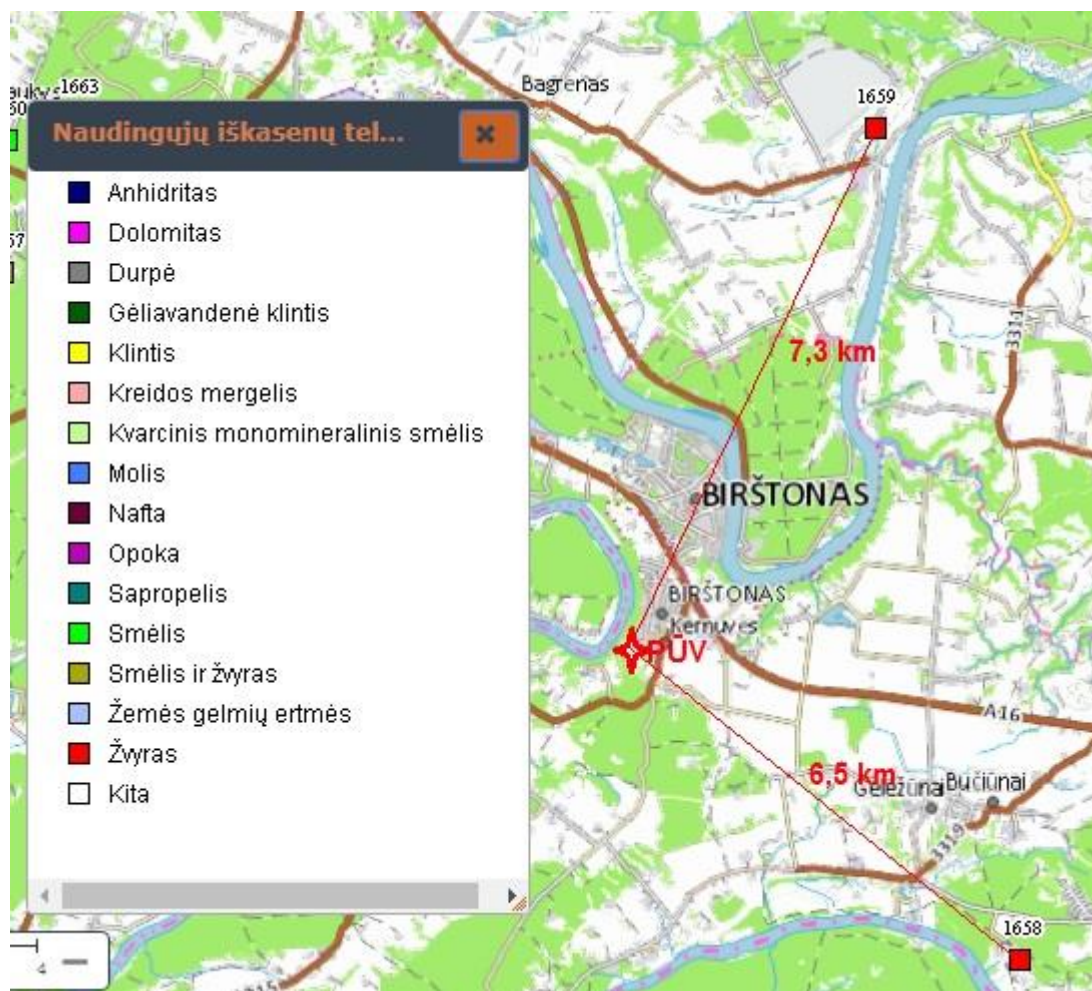 1663
Naudingųjų iškasenų tel...
Anhidritas
Dolomitas
Durpė
Gėliavandenė klintis
Klintis
Kreidos mergelis
Kvarcinis monomineralinis smėlis
Molis
Nafta
Opoka
Sapropelis
Smėlis
Smėlis ir žvyras
Žemės gelmių ertmės
Žvyras
Kita
4
Bagrenas
1659
3311
7,3 km
BIRŠTONAS
BIRŠTONAS
Kernuvės
PŪV
A16
6,5 km
Geležūnai
Bučiūnai
3319
1658